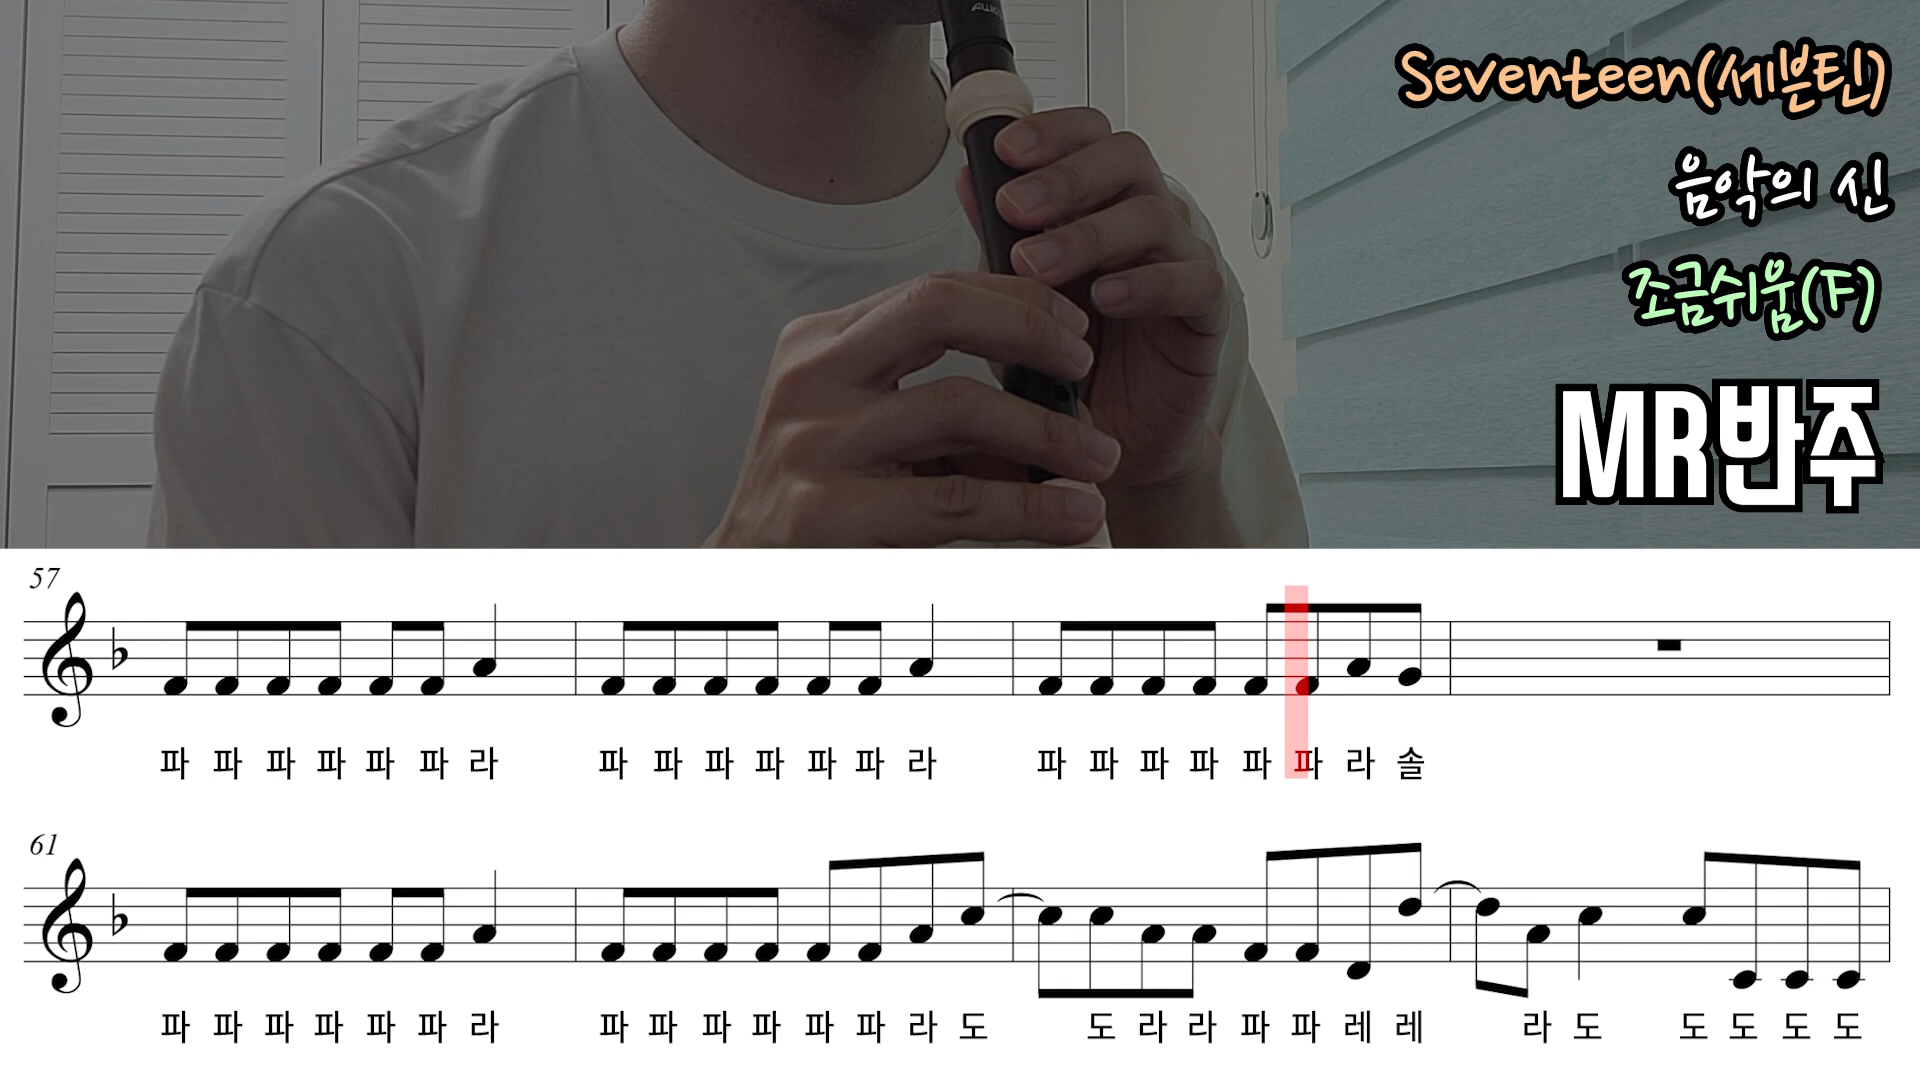 Seventeen(세븐틴)
음악의 신
조금쉬움(F)
MR반주
57
파 파 파 파 파 파 라 파 파 파 파 파 파 라 파 파 파 파 파 파 라 솔
61
파 파 파 파 파 파 라 파 파 파 파 파 파 라 도 도 라 라 파 파 레 레 라 도 도 도 도 도